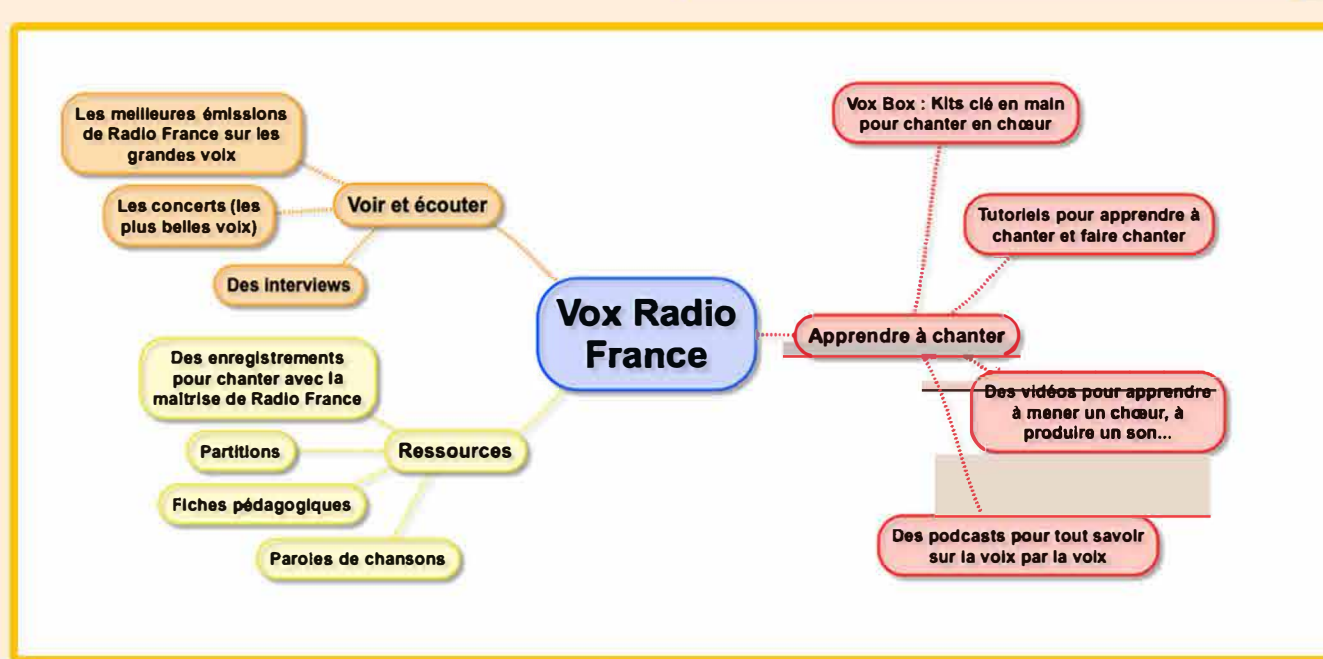 Vox Radio
France
Voir et écouter
Les meilleures émissions
de Radio France sur les
grandes voix
Les concerts (les
plus belles voix)
Des interviews
Ressources
Des enregistrements
pour chanter avec la
maîtrise de Radio France
Partitions
Fiches pédagogiques
Paroles de chansons
Apprendre à chanter
Vox Box : Kits clé en main
pour chanter en chœur
Tutoriels pour apprendre à
chanter et faire chanter
Des vidéos pour apprendre
à mener un chœur, à
produire un son...
Des podcasts pour tout savoir
sur la voix par la voix